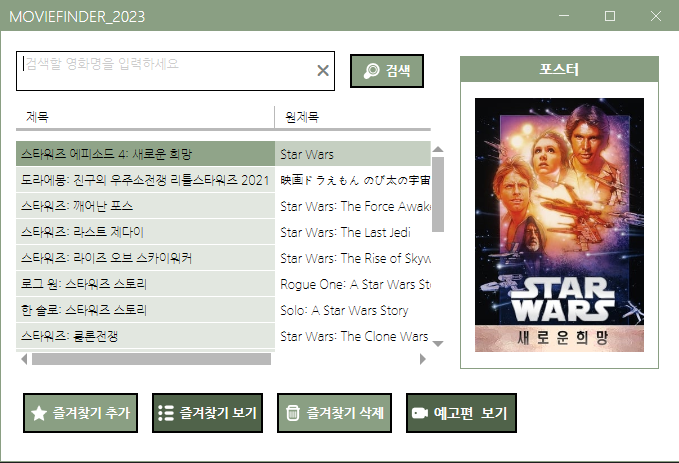 MOVIEFINDER_2023
검색할 영화명을 입력하세요
검색
제목 원제목
스타워즈 에피소드 4: 새로운 희망 Star Wars
도라에몽: 진구의 우주소전쟁 리틀스타워즈 2021 映画ドラえもん のび太の宇宙
스타워즈: 깨어난 포스 Star Wars: The Force Awak
스타워즈: 라스트 제다이 Star Wars: The Last Jedi
스타워즈: 라이즈 오브 스카이워커 Star Wars: The Rise of Skyw
로그 원: 스타워즈 스토리 Rogue One: A Star Wars St
한 솔로: 스타워즈 스토리 Solo: A Star Wars Story
스타워즈: 클론전쟁 Star Wars: The Clone Wars
포스터
STAR
WARS
새로운희망
즐겨찾기 추가
즐겨찾기 보기
즐겨찾기 삭제
예고편 보기